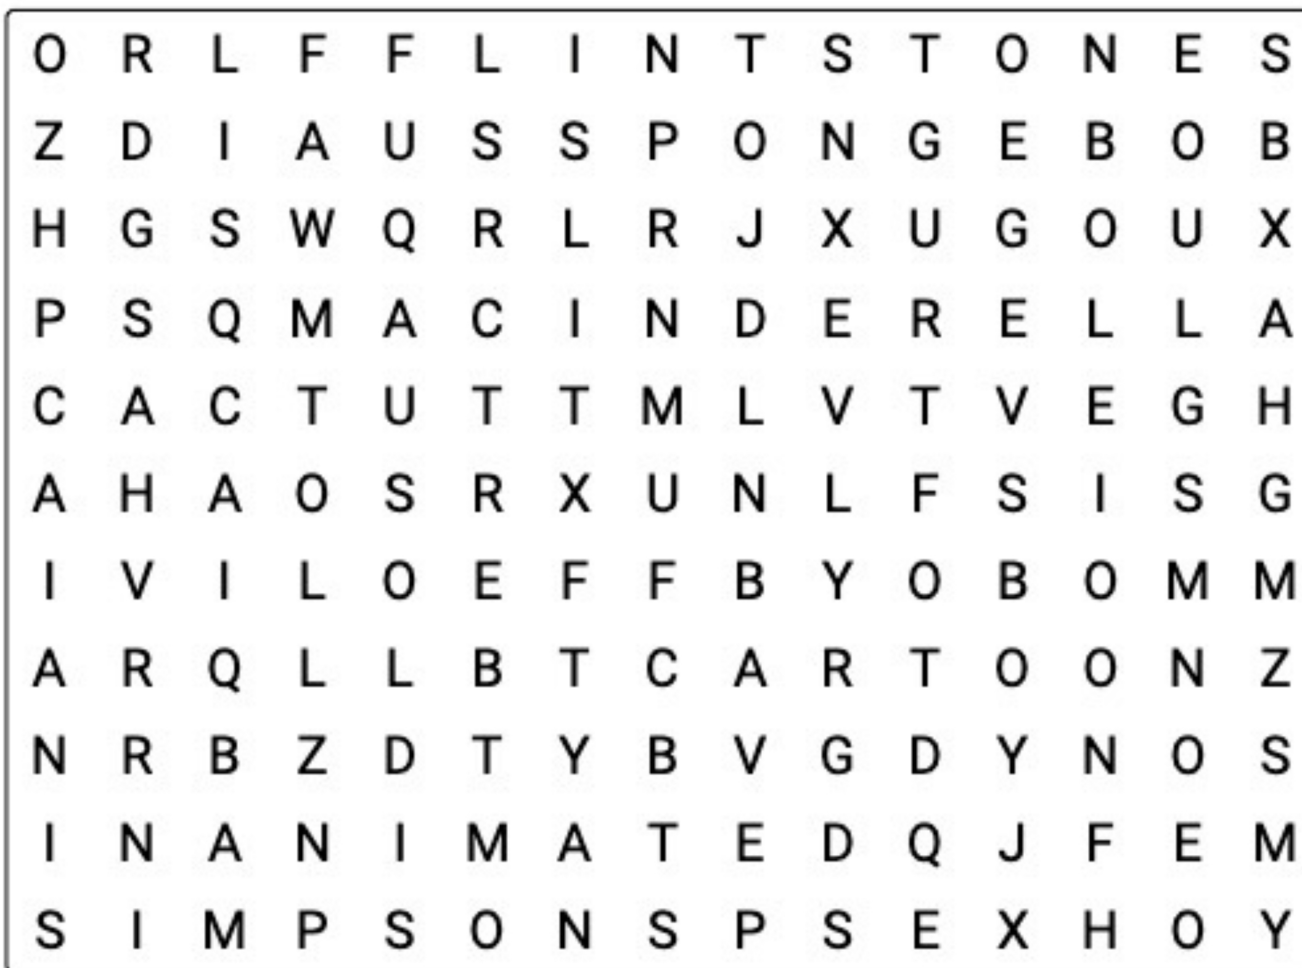 O R L F F L I N T S T O N E S
Z D I A U S S P O N G E B O B
H G S W Q R L R J X U G O U X
P S Q M A C I N D E R E L L A
C A C T U T T M L V T V E G H
A H A O S R X U N L F S I S G
I V I L O E F F B Y O B O M M
A R Q L L B T C A R T O O N Z
N R B Z D T Y B V G D Y N O S
I N A N I M A T E D Q J F E M
S I M P S O N S P S E X H O Y